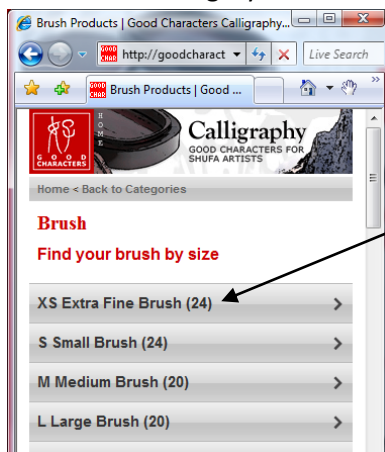 Brush Products | Good Characters Calligraphy...
http://goodcharact
Live Search
GOOD
CHAR
Brush Products | Good ...
GOOD
CHARACTERS
HOME
Calligraphy
GOOD CHARACTERS FOR
SHUFA ARTISTS
Home < Back to Categories
Brush
Find your brush by size
XS Extra Fine Brush (24)
S Small Brush (24)
M Medium Brush (20)
L Large Brush (20)